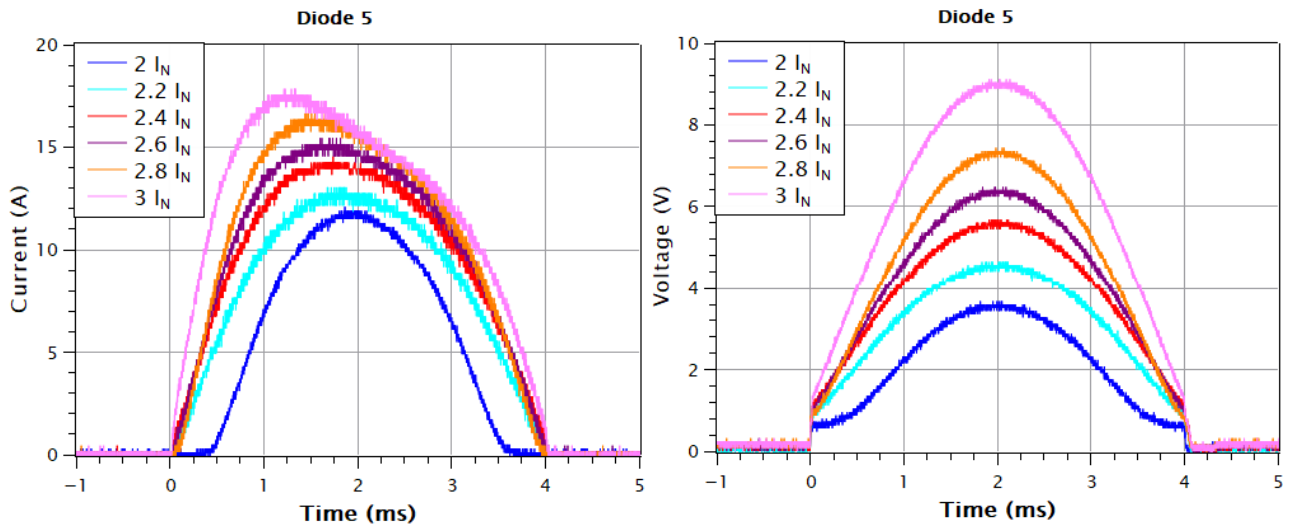 Diode 5
20
15
10
5
0
Current (A)
2 I_N
2.2 I_N
2.4 I_N
2.6 I_N
2.8 I_N
3 I_N
−1 0 1 2 3 4 5
Time (ms)
Diode 5
10
8
6
4
2
0
Voltage (V)
2 I_N
2.2 I_N
2.4 I_N
2.6 I_N
2.8 I_N
3 I_N
−1 0 1 2 3 4 5
Time (ms)